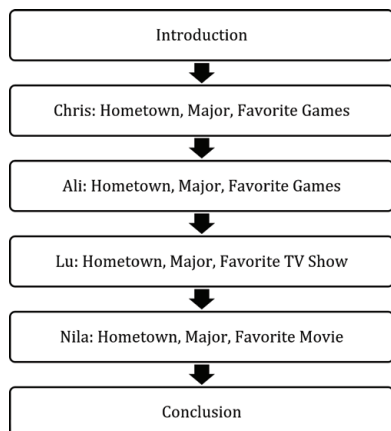 Introduction
Chris: Hometown, Major, Favorite Games
Ali: Hometown, Major, Favorite Games
Lu: Hometown, Major, Favorite TV Show
Nila: Hometown, Major, Favorite Movie
Conclusion